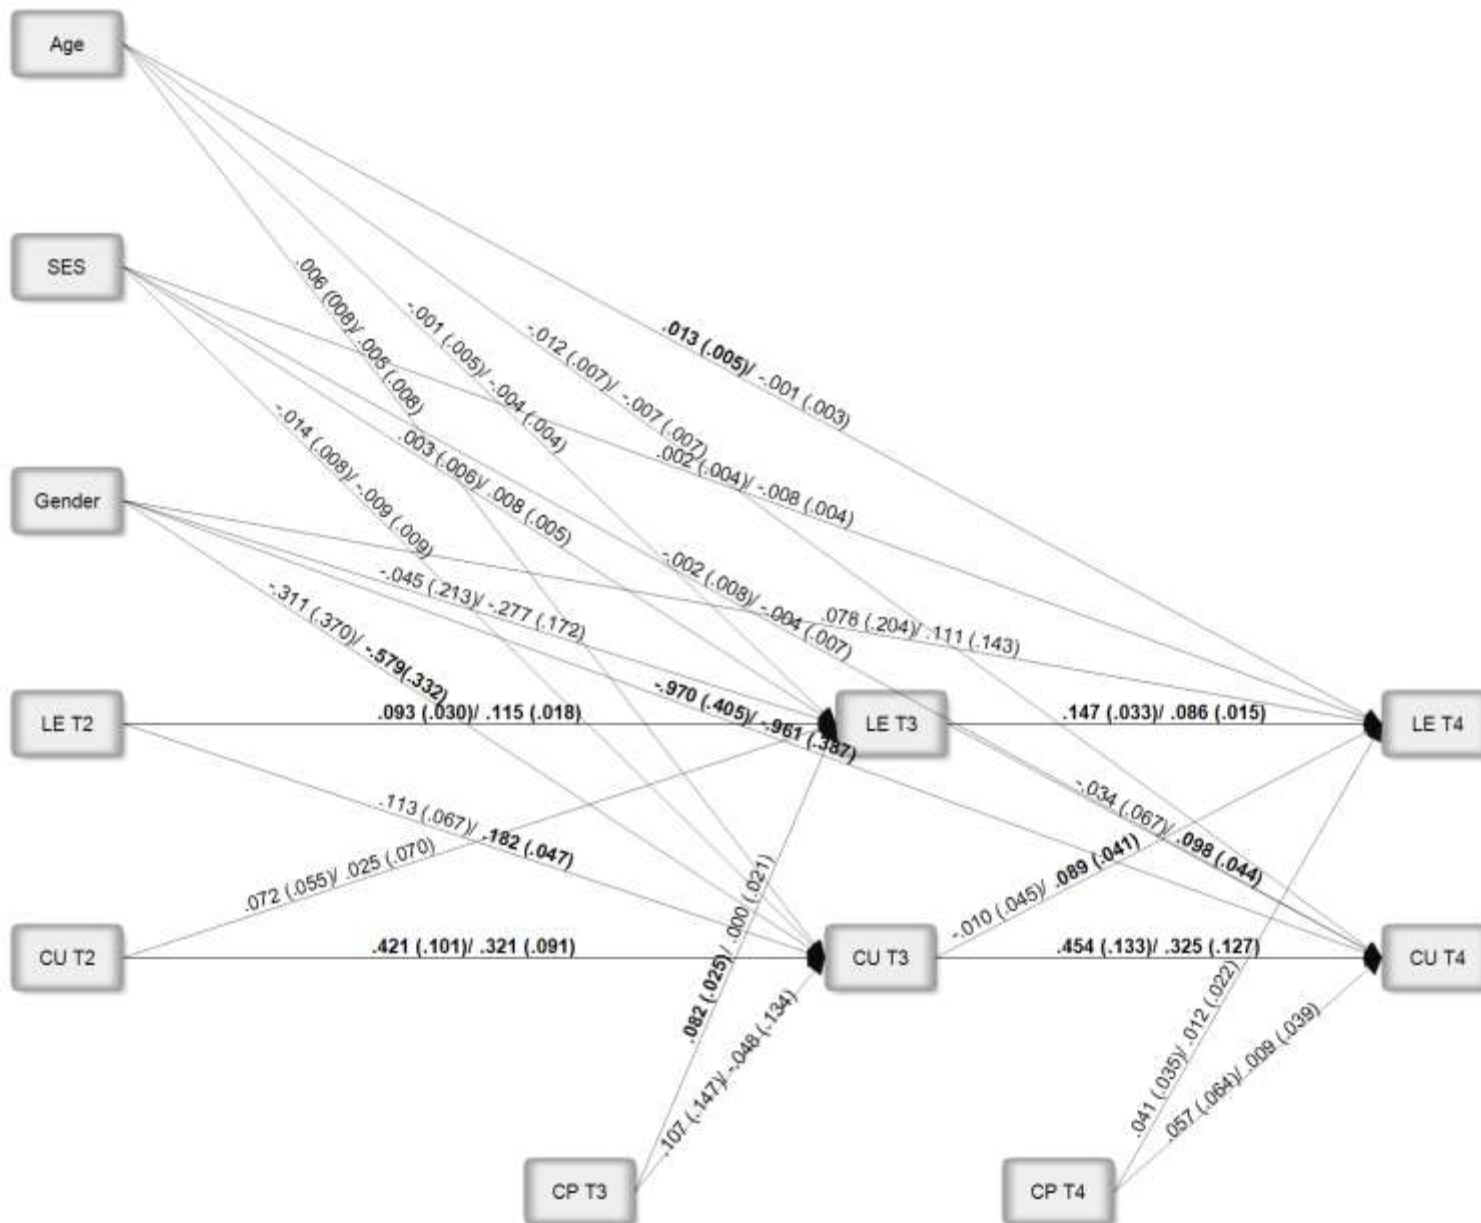 Age
SES
Gender
LE T2
CU T2
LE T3
CU T3
LE T4
CU T4
CP T3
CP T4
.006 (008)/ .005 (.008)
-.001 (.005)/ -.004 (.004)
-.012 (.007)/ -.007 (.007)
.013 (.005)/ -.001 (.003)
-.014 (.008)/ -.009 (.009)
.003 (.006)/ .008 (.005)
.002 (.004)/ -.008 (.004)
-.002 (.008)/ -.004 (.007)
-.045 (.213)/ -.277 (.172)
-.311 (.370)/ -.579(.332)
.078 (.204)/ .111 (.143)
-.970 (.405)/ -.961 (.387)
.093 (.030)/ .115 (.018)
.147 (.033)/ .086 (.015)
.113 (.067)/ .182 (.047)
-.034 (.067)/ .098 (.044)
.072 (.055)/ .025 (.070)
-.010 (.045)/ .089 (.041)
.421 (.101)/ .321 (.091)
.454 (.133)/ .325 (.127)
.082 (.025)/ .000 (.021)
.107 (.147)/ -.048 (.134)
.041 (.035)/ .012 (.022)
.057 (.064)/ .009 (.039)